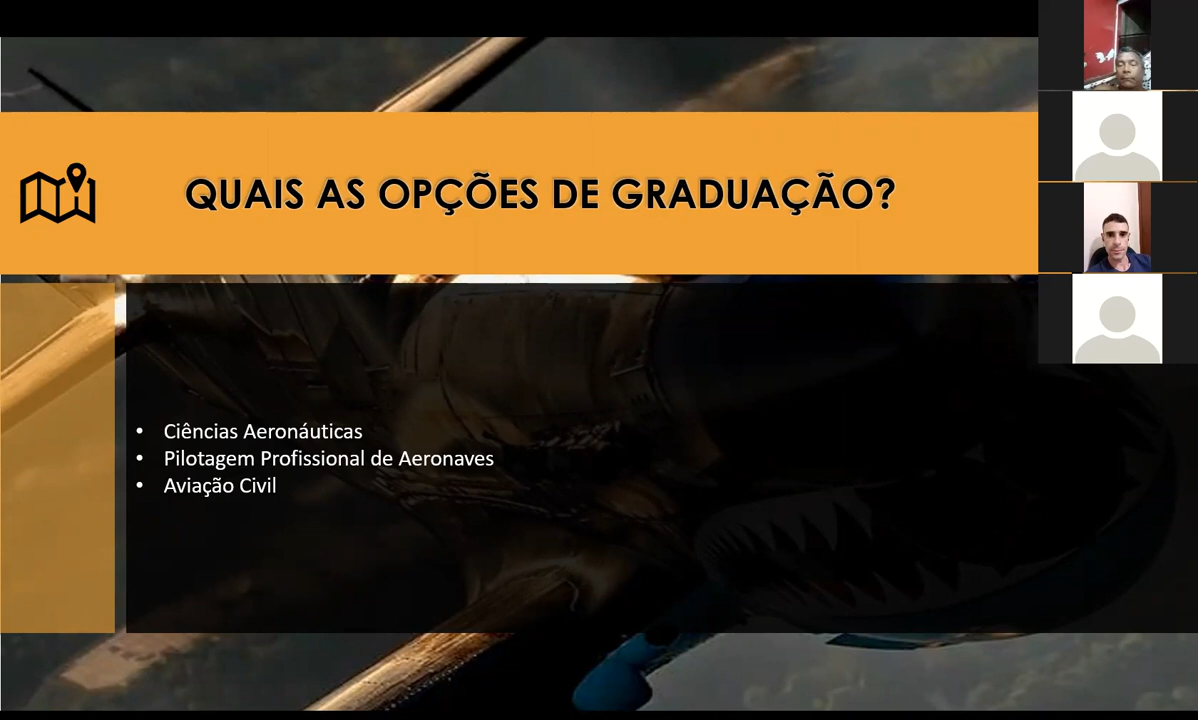 QUAIS AS OPÇÕES DE GRADUAÇÃO?
• Ciências Aeronáuticas
• Pilotagem Profissional de Aeronaves
• Aviação Civil